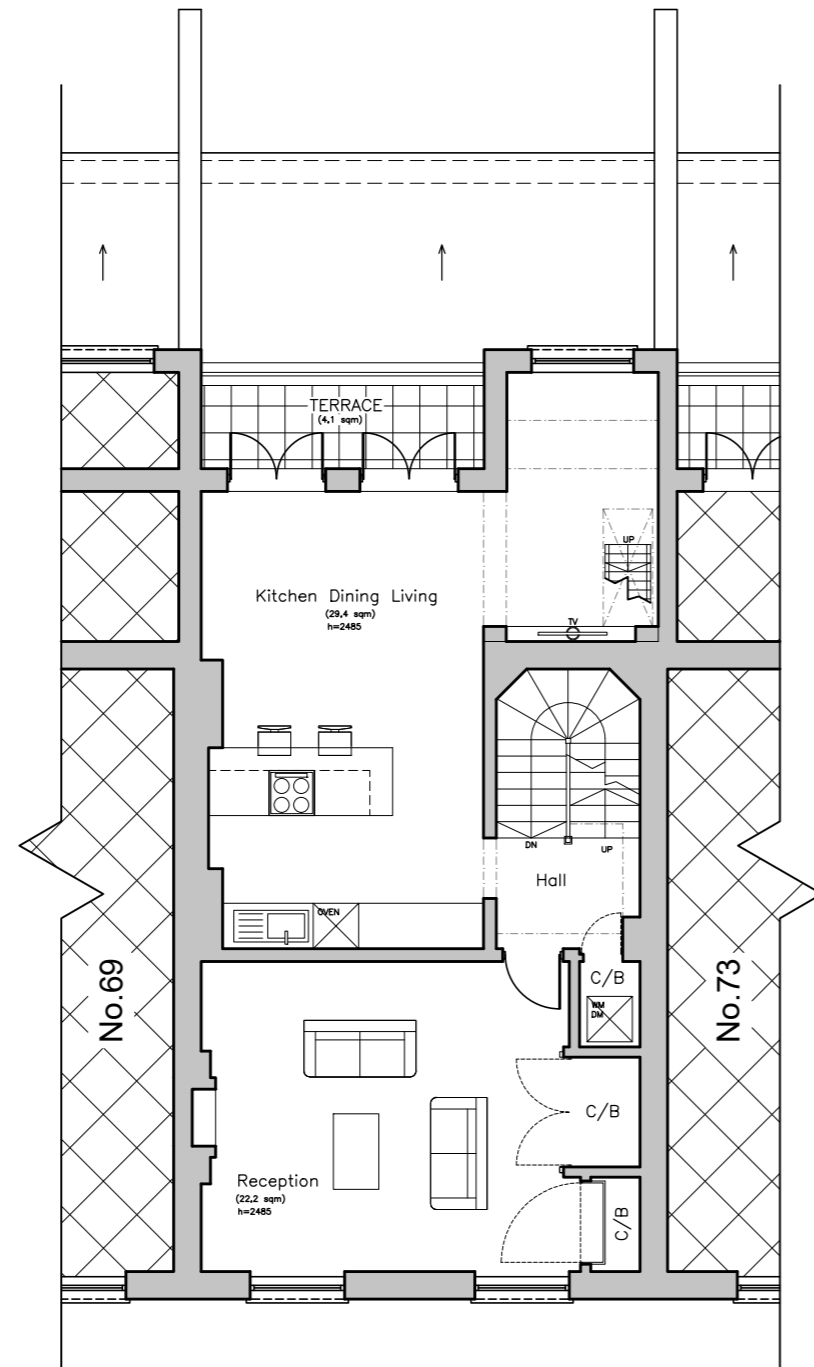 TERRACE
(4,1 sqm)
UP
Kitchen Dining Living
(29,4 sqm)
h=2485
TV
DN
UP
Hall
OVEN
No.69
No.73
C/B
WM
DM
C/B
Reception
(22,2 sqm)
h=2485
C/B